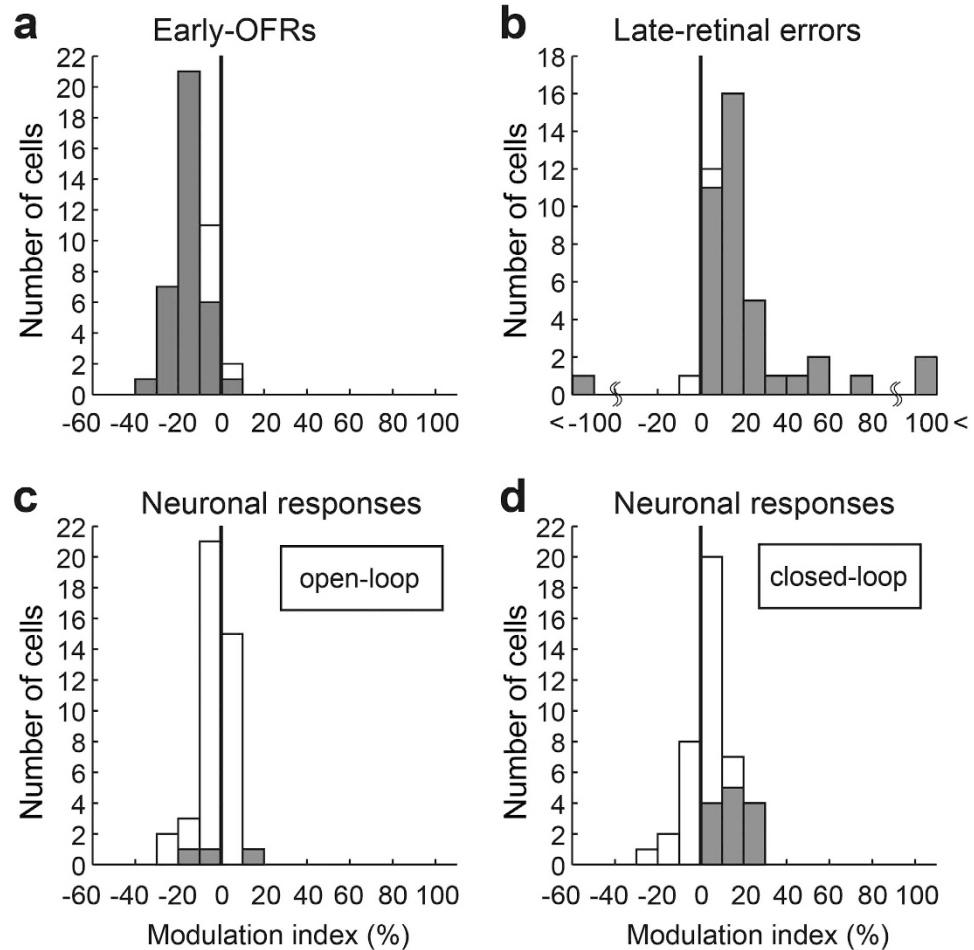 a Early-OFRs
Number of cells
22
20
18
16
14
12
10
8
6
4
2
0
-60 -40 -20 0 20 40 60 80 100
b Late-retinal errors
Number of cells
18
16
14
12
10
8
6
4
2
0
< -100 -20 0 20 40 60 80 100 <
c Neuronal responses
open-loop
Number of cells
22
20
18
16
14
12
10
8
6
4
2
0
-60 -40 -20 0 20 40 60 80 100
Modulation index (%)
d Neuronal responses
closed-loop
Number of cells
22
20
18
16
14
12
10
8
6
4
2
0
-60 -40 -20 0 20 40 60 80 100
Modulation index (%)